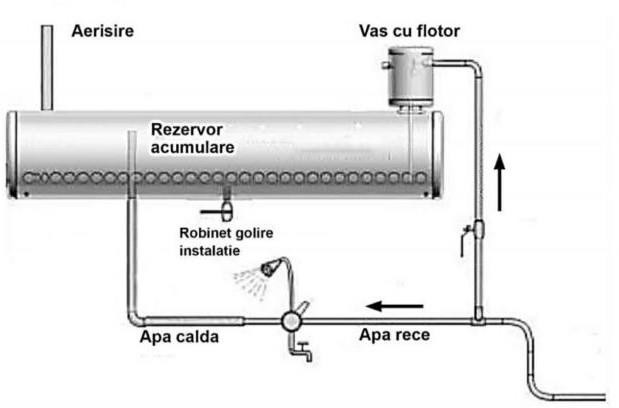 Aerisire
Vas cu flotor
Rezervor
acumulare
Robinet golire
instalatie
Apa calda
Apa rece